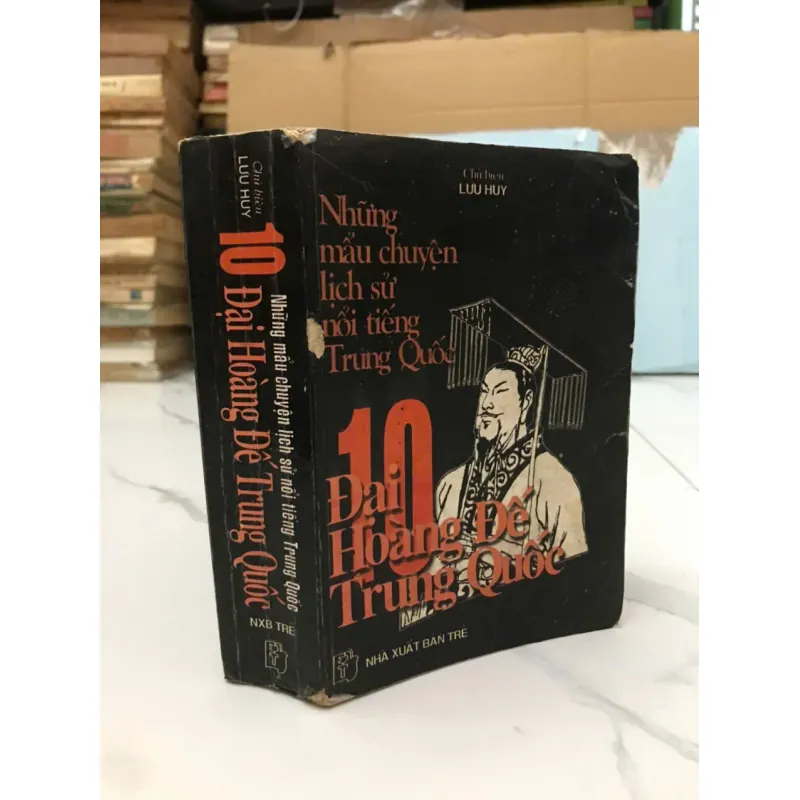 Chủ biên
LƯU HUY
Những
mẩu chuyện
lịch sử
nổi tiếng
Trung Quốc
10
Đại
Hoàng Đế
Trung Quốc
NHÀ XUẤT BẢN TRẺ
Chủ biên
LƯU HUY
Những mẩu chuyện lịch sử nổi tiếng Trung Quốc
10 Đại Hoàng Đế Trung Quốc
NXB TRẺ